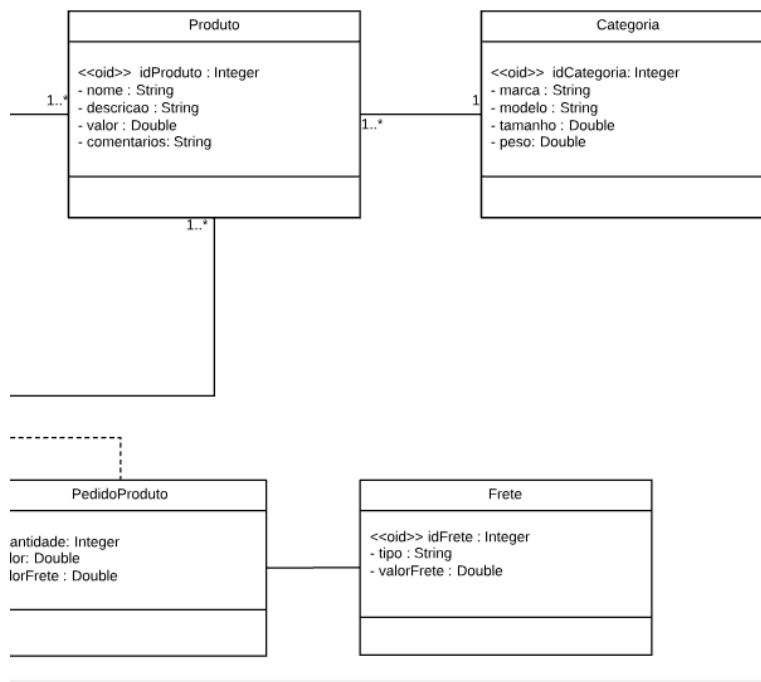 Produto
<<oid>> idProduto : Integer
- nome : String
- descricao : String
- valor : Double
- comentarios: String
1..*
1..*
1..*
Categoria
<<oid>> idCategoria: Integer
- marca : String
- modelo : String
- tamanho : Double
- peso: Double
1
PedidoProduto
antidade: Integer
lor: Double
lorFrete : Double
Frete
<<oid>> idFrete : Integer
- tipo : String
- valorFrete : Double